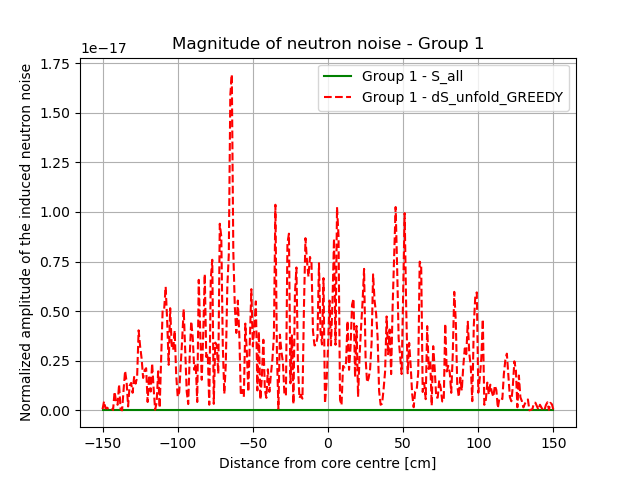 Magnitude of neutron noise - Group 1
1e−17
Group 1 - S_all
Group 1 - dS_unfold_GREEDY
Normalized amplitude of the induced neutron noise
1.75
1.50
1.25
1.00
0.75
0.50
0.25
0.00
−150 −100 −50 0 50 100 150
Distance from core centre [cm]